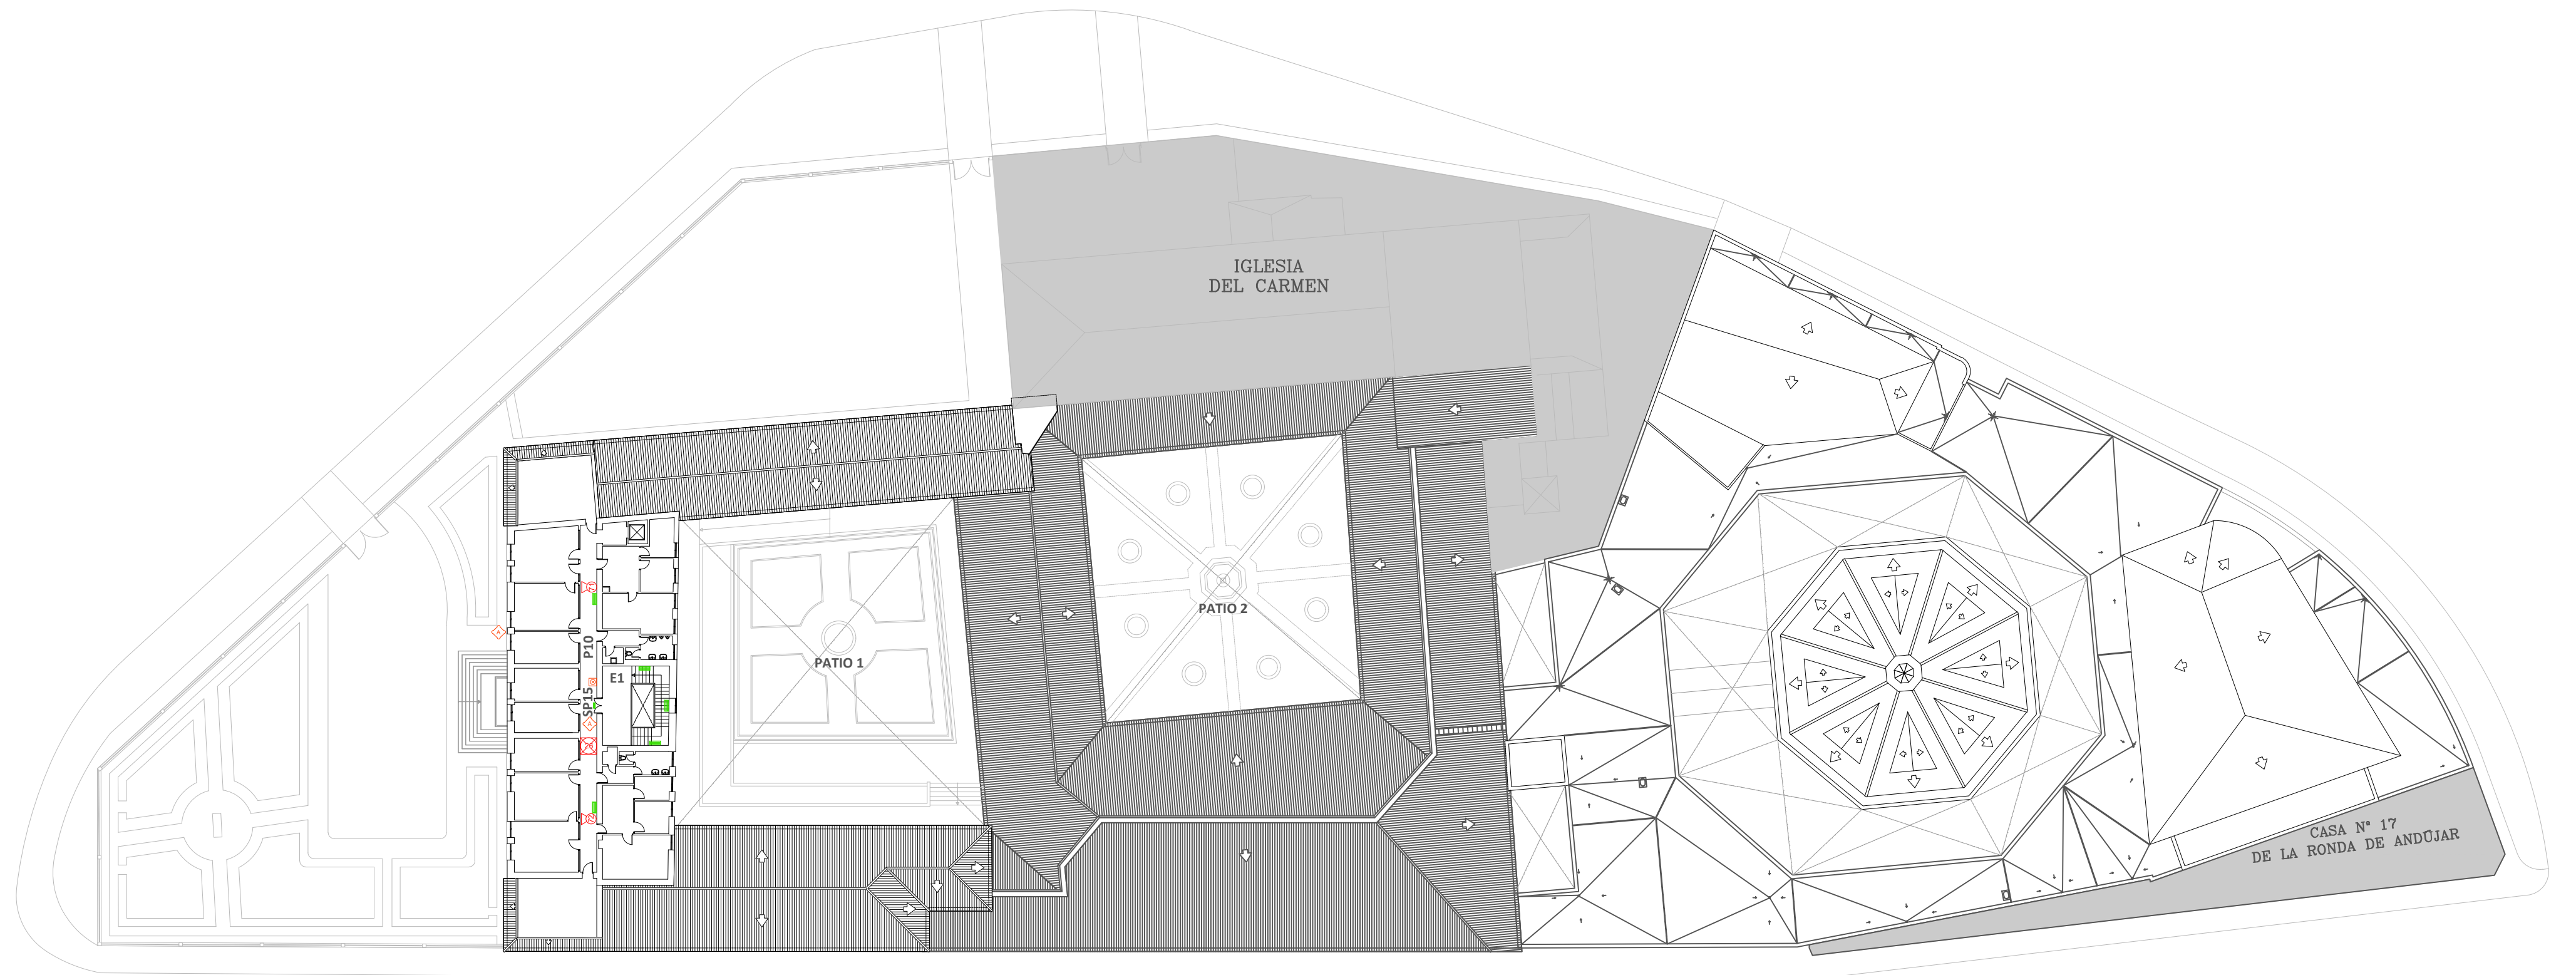 IGLESIA
DEL CARMEN
PATIO 2
PATIO 1
P10
E1
SP15
A
A
CASA Nº 17
DE LA RONDA DE ANDÚJAR